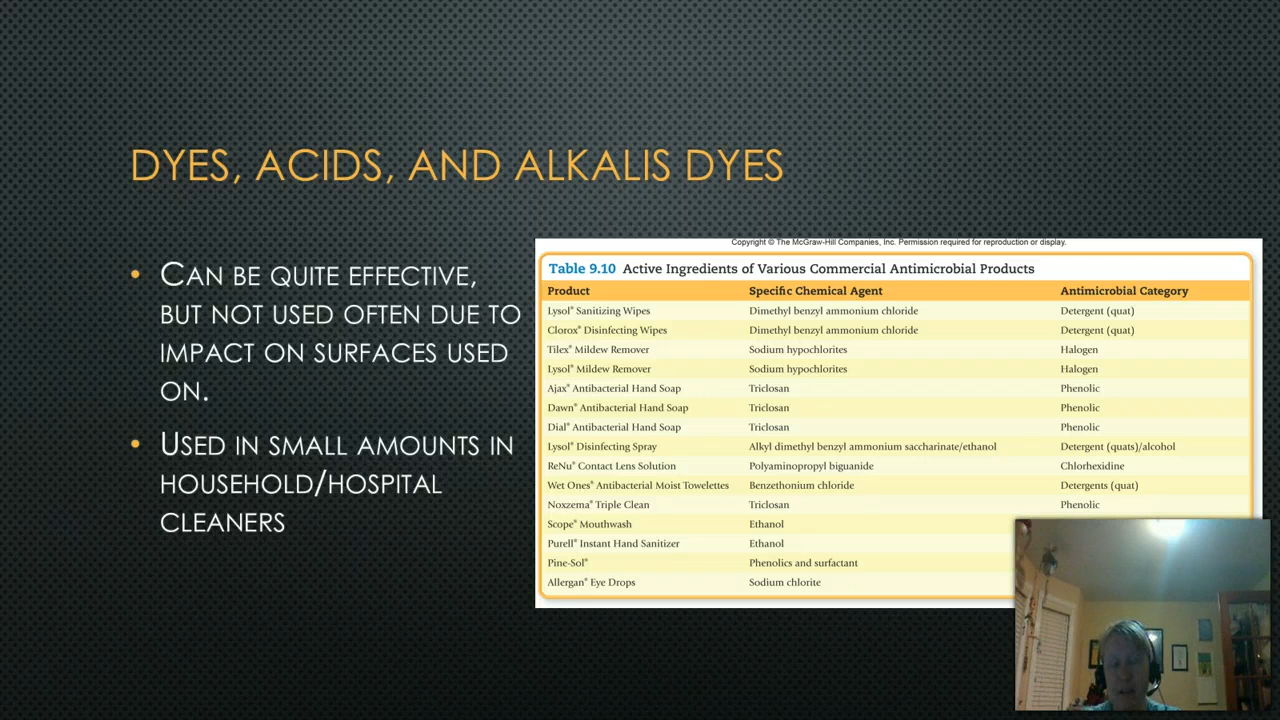 DYES, ACIDS, AND ALKALIS DYES
• CAN BE QUITE EFFECTIVE,
BUT NOT USED OFTEN DUE TO
IMPACT ON SURFACES USED
ON.
• USED IN SMALL AMOUNTS IN
HOUSEHOLD/HOSPITAL
CLEANERS
Copyright © The McGraw-Hill Companies, Inc. Permission required for reproduction or display.
Table 9.10 Active Ingredients of Various Commercial Antimicrobial Products
Product Specific Chemical Agent Antimicrobial Category
Lysol® Sanitizing Wipes Dimethyl benzyl ammonium chloride Detergent (quat)
Clorox® Disinfecting Wipes Dimethyl benzyl ammonium chloride Detergent (quat)
Tilex® Mildew Remover Sodium hypochlorites Halogen
Lysol® Mildew Remover Sodium hypochlorites Halogen
Ajax® Antibacterial Hand Soap Triclosan Phenolic
Dawn® Antibacterial Hand Soap Triclosan Phenolic
Dial® Antibacterial Hand Soap Triclosan Phenolic
Lysol® Disinfecting Spray Alkyl dimethyl benzyl ammonium saccharinate/ethanol Detergent (quats)/alcohol
ReNu® Contact Lens Solution Polyaminopropyl biguanide Chlorhexidine
Wet Ones® Antibacterial Moist Towelettes Benzethonium chloride Detergents (quat)
Noxzema® Triple Clean Triclosan Phenolic
Scope® Mouthwash Ethanol
Purell® Instant Hand Sanitizer Ethanol
Pine-Sol® Phenolics and surfactant
Allergan® Eye Drops Sodium chlorite